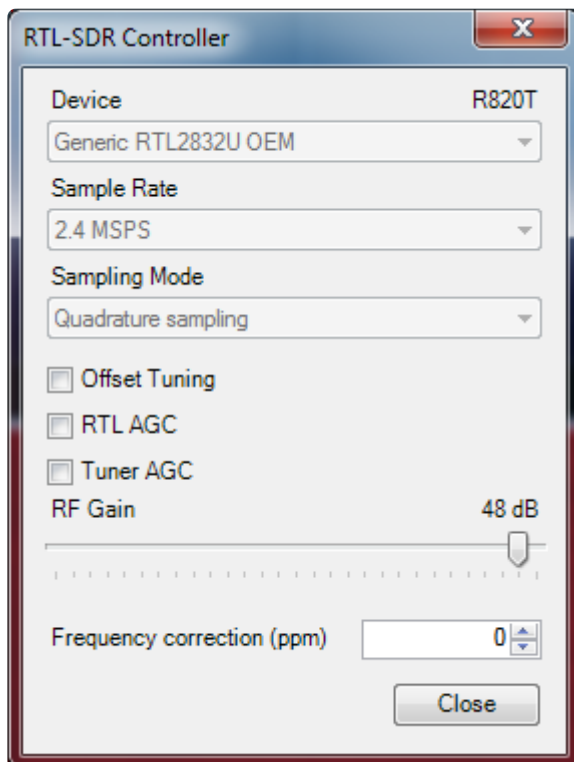 RTL-SDR Controller
Device R820T
Generic RTL2832U OEM
Sample Rate
2.4 MSPS
Sampling Mode
Quadrature sampling
Offset Tuning
RTL AGC
Tuner AGC
RF Gain 48 dB
Frequency correction (ppm) 0
Close